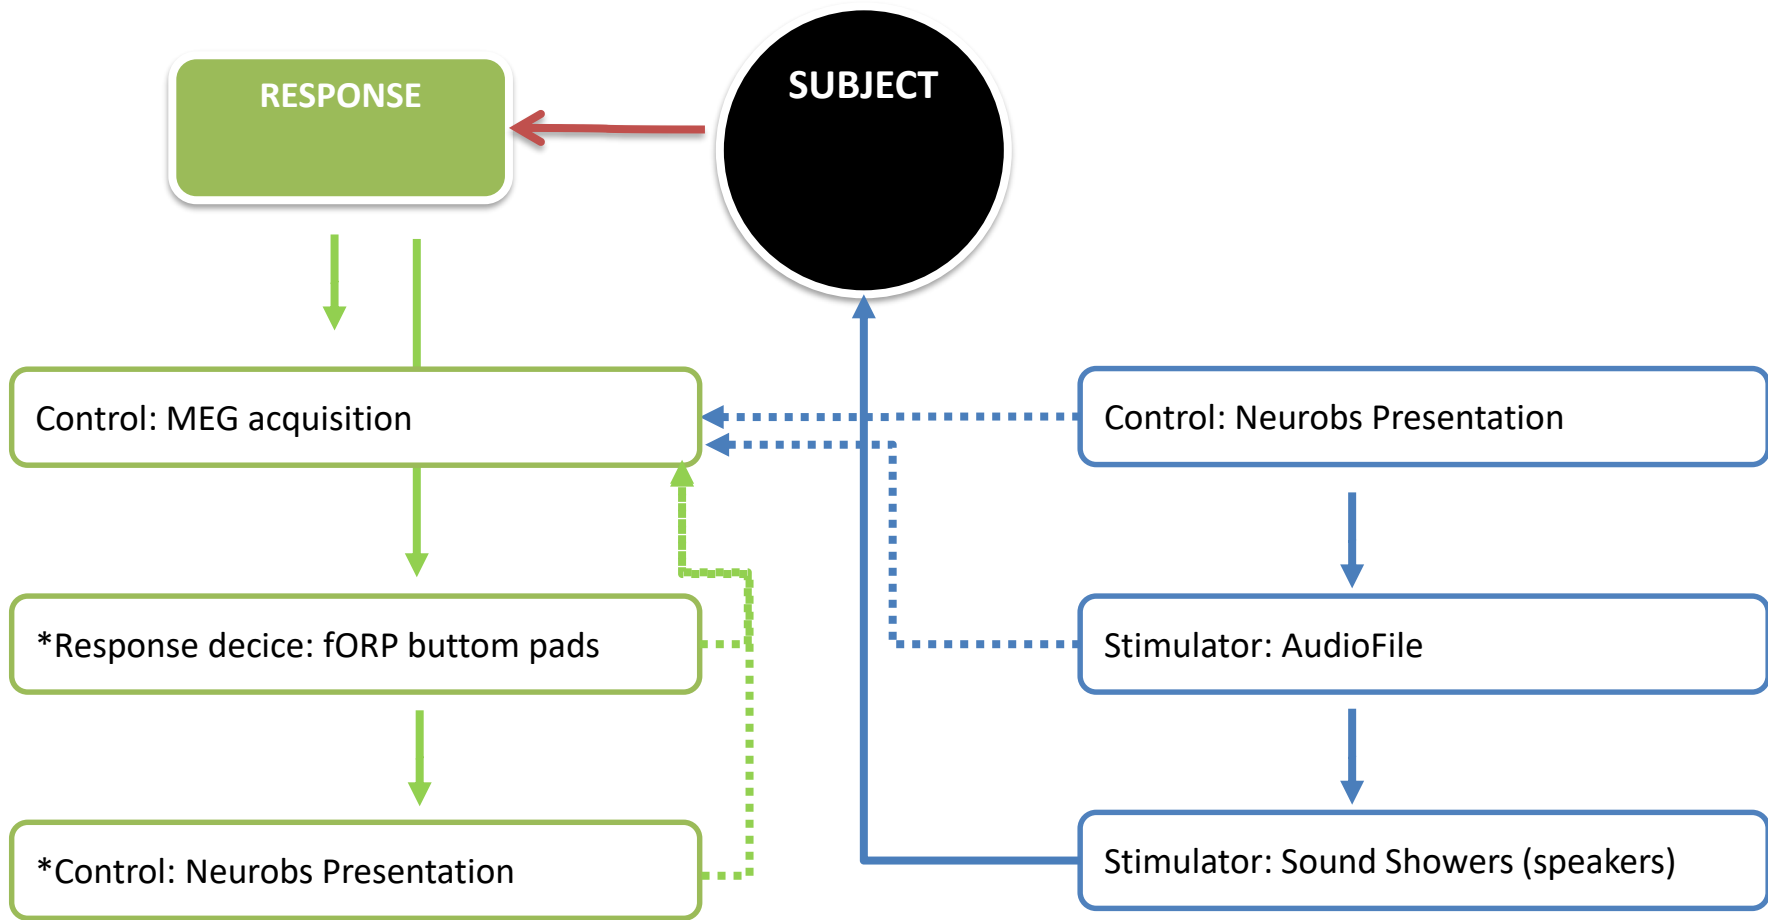 RESPONSE
SUBJECT
Control: MEG acquisition
Control: Neurobs Presentation
*Response decice: fORP buttom pads
Stimulator: AudioFile
*Control: Neurobs Presentation
Stimulator: Sound Showers (speakers)